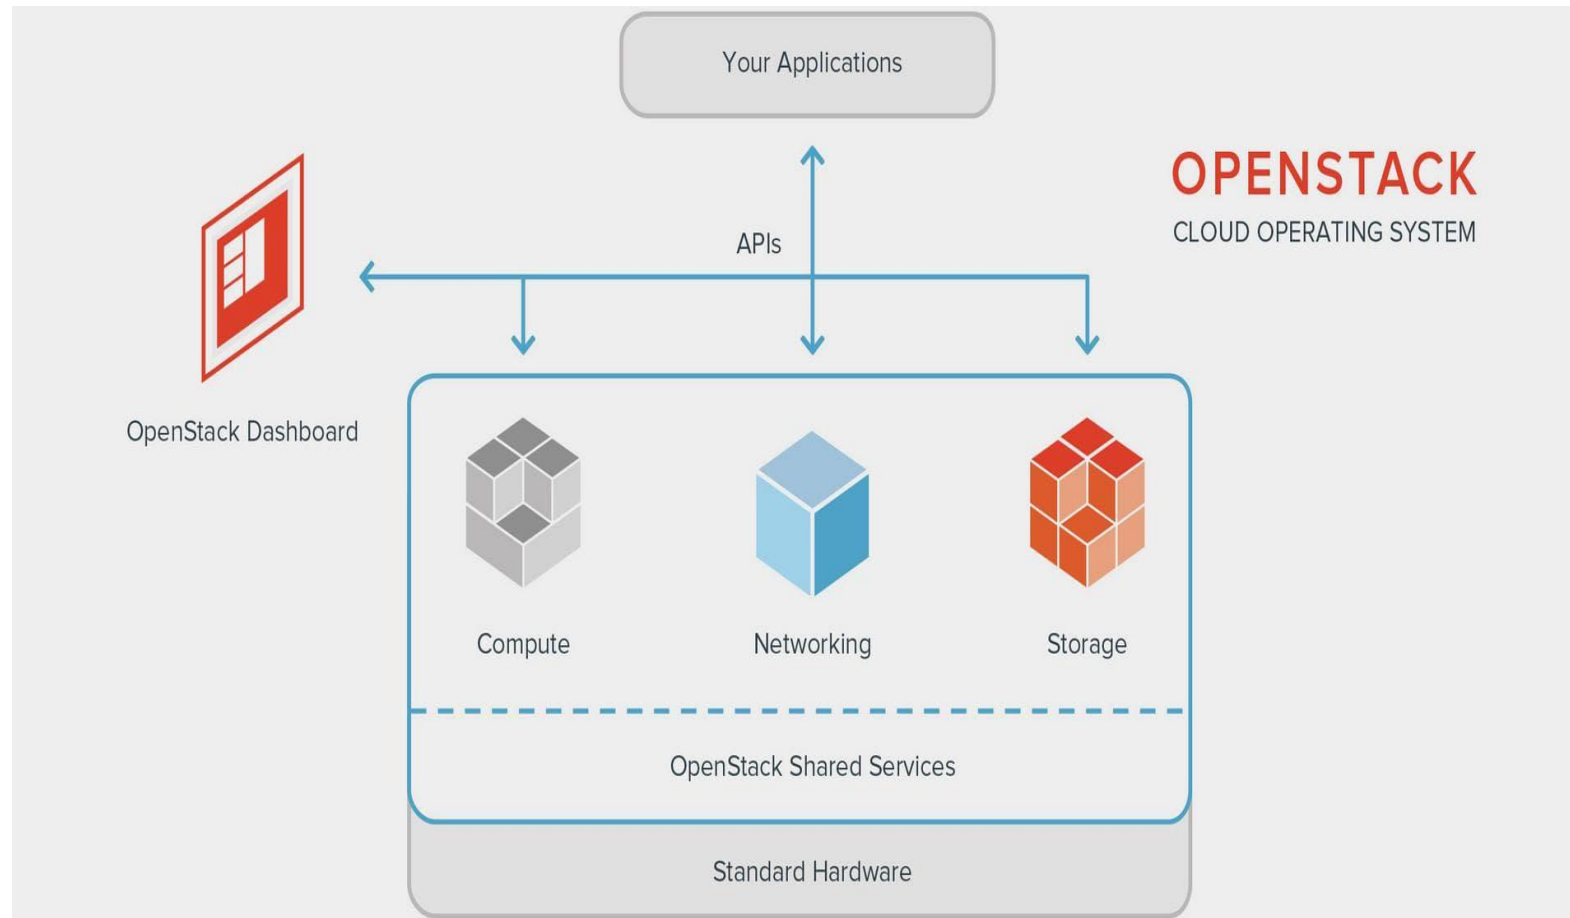 Your Applications
OPENSTACK
CLOUD OPERATING SYSTEM
APIs
OpenStack Dashboard
Compute
Networking
Storage
OpenStack Shared Services
Standard Hardware